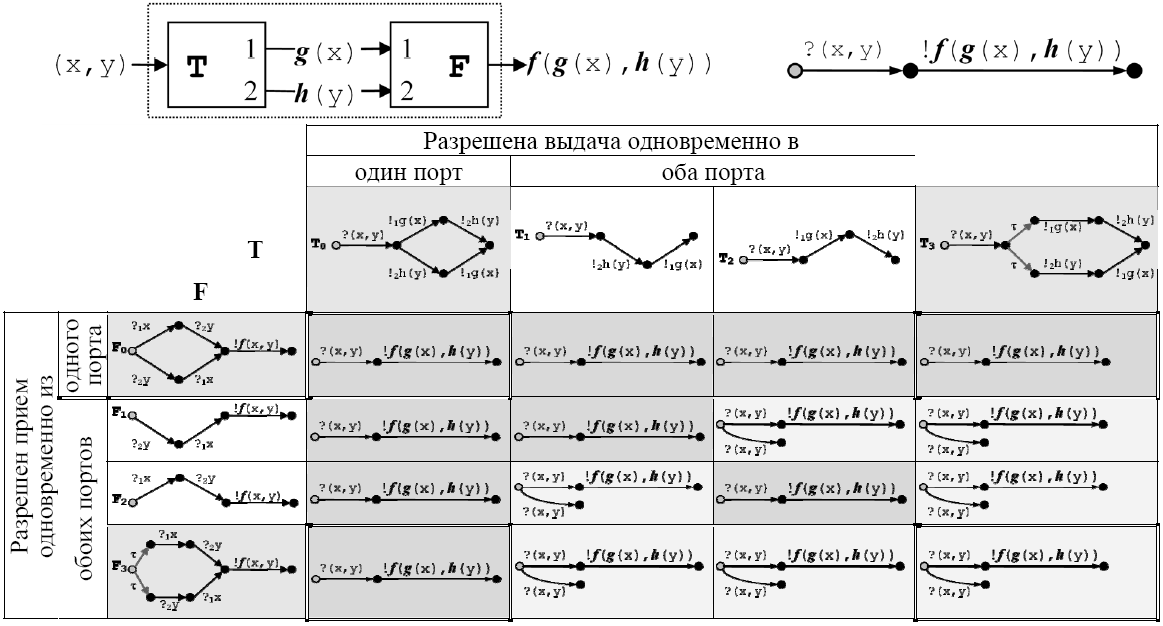 (x,y) T 1 g(x) 1 F f(g(x),h(y)) ?(x,y) !f(g(x),h(y))
2 h(y) 2
Разрешена выдача одновременно в
один порт оба порта
T
F
T₀ ?(x,y) !₁g(x) !₂h(y) !₂h(y) !₁g(x)
T₁ ?(x,y) !₂h(y) !₁g(x)
T₂ ?(x,y) !₁g(x) !₂h(y)
T₃ ?(x,y) τ !₁g(x) !₂h(y) τ !₂h(y) !₁g(x)
Разрешен прием
одновременно из
одного
порта
обоих портов
F₀ ?₁x ?₂y !f(x,y) ?₂y ?₁x
?(x,y) !f(g(x),h(y))
?(x,y) !f(g(x),h(y))
?(x,y) !f(g(x),h(y))
?(x,y) !f(g(x),h(y))
F₁ !f(x,y) ?₂y ?₁x
?(x,y) !f(g(x),h(y))
?(x,y) !f(g(x),h(y))
?(x,y) !f(g(x),h(y))
?(x,y)
?(x,y) !f(g(x),h(y))
?(x,y)
F₂ ?₁x ?₂y !f(x,y)
?(x,y) !f(g(x),h(y))
?(x,y) !f(g(x),h(y))
?(x,y)
?(x,y) !f(g(x),h(y))
?(x,y) !f(g(x),h(y))
?(x,y)
F₃ τ ?₁x ?₂y !f(x,y) τ ?₂y ?₁x
?(x,y) !f(g(x),h(y))
?(x,y) !f(g(x),h(y))
?(x,y)
?(x,y) !f(g(x),h(y))
?(x,y)
?(x,y) !f(g(x),h(y))
?(x,y)